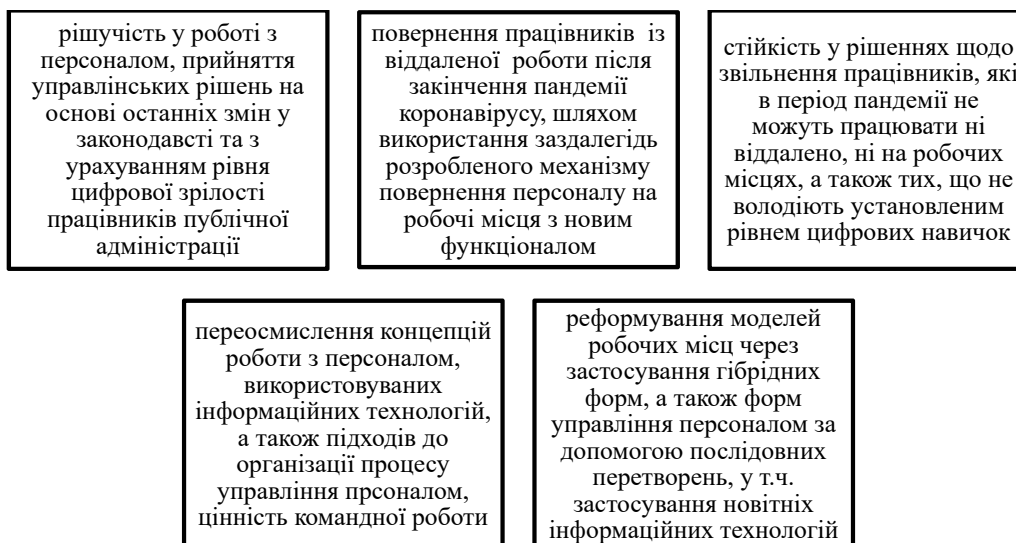 рішучість у роботі з
персоналом, прийняття
управлінських рішень на
основі останніх змін у
законодавсті та з
урахуванням рівня
цифрової зрілості
працівників публічної
адміністрації
повернення працівників із
віддаленої роботи після
закінчення пандемії
коронавірусу, шляхом
використання заздалегідь
розробленого механізму
повернення персоналу на
робочі місця з новим
функціоналом
стійкість у рішеннях щодо
звільнення працівників, які
в період пандемії не
можуть працювати ні
віддалено, ні на робочих
місцях, а також тих, що не
володіють установленим
рівнем цифрових навичок
переосмислення концепцій
роботи з персоналом,
використовуваних
інформаційних технологій,
а також підходів до
організації процесу
управління прсоналом,
цінність командної роботи
реформування моделей
робочих місц через
застосування гібрідних
форм, а також форм
управління персоналом за
допомогою послідовних
перетворень, у т.ч.
застосування новітніх
інформаційних технологій